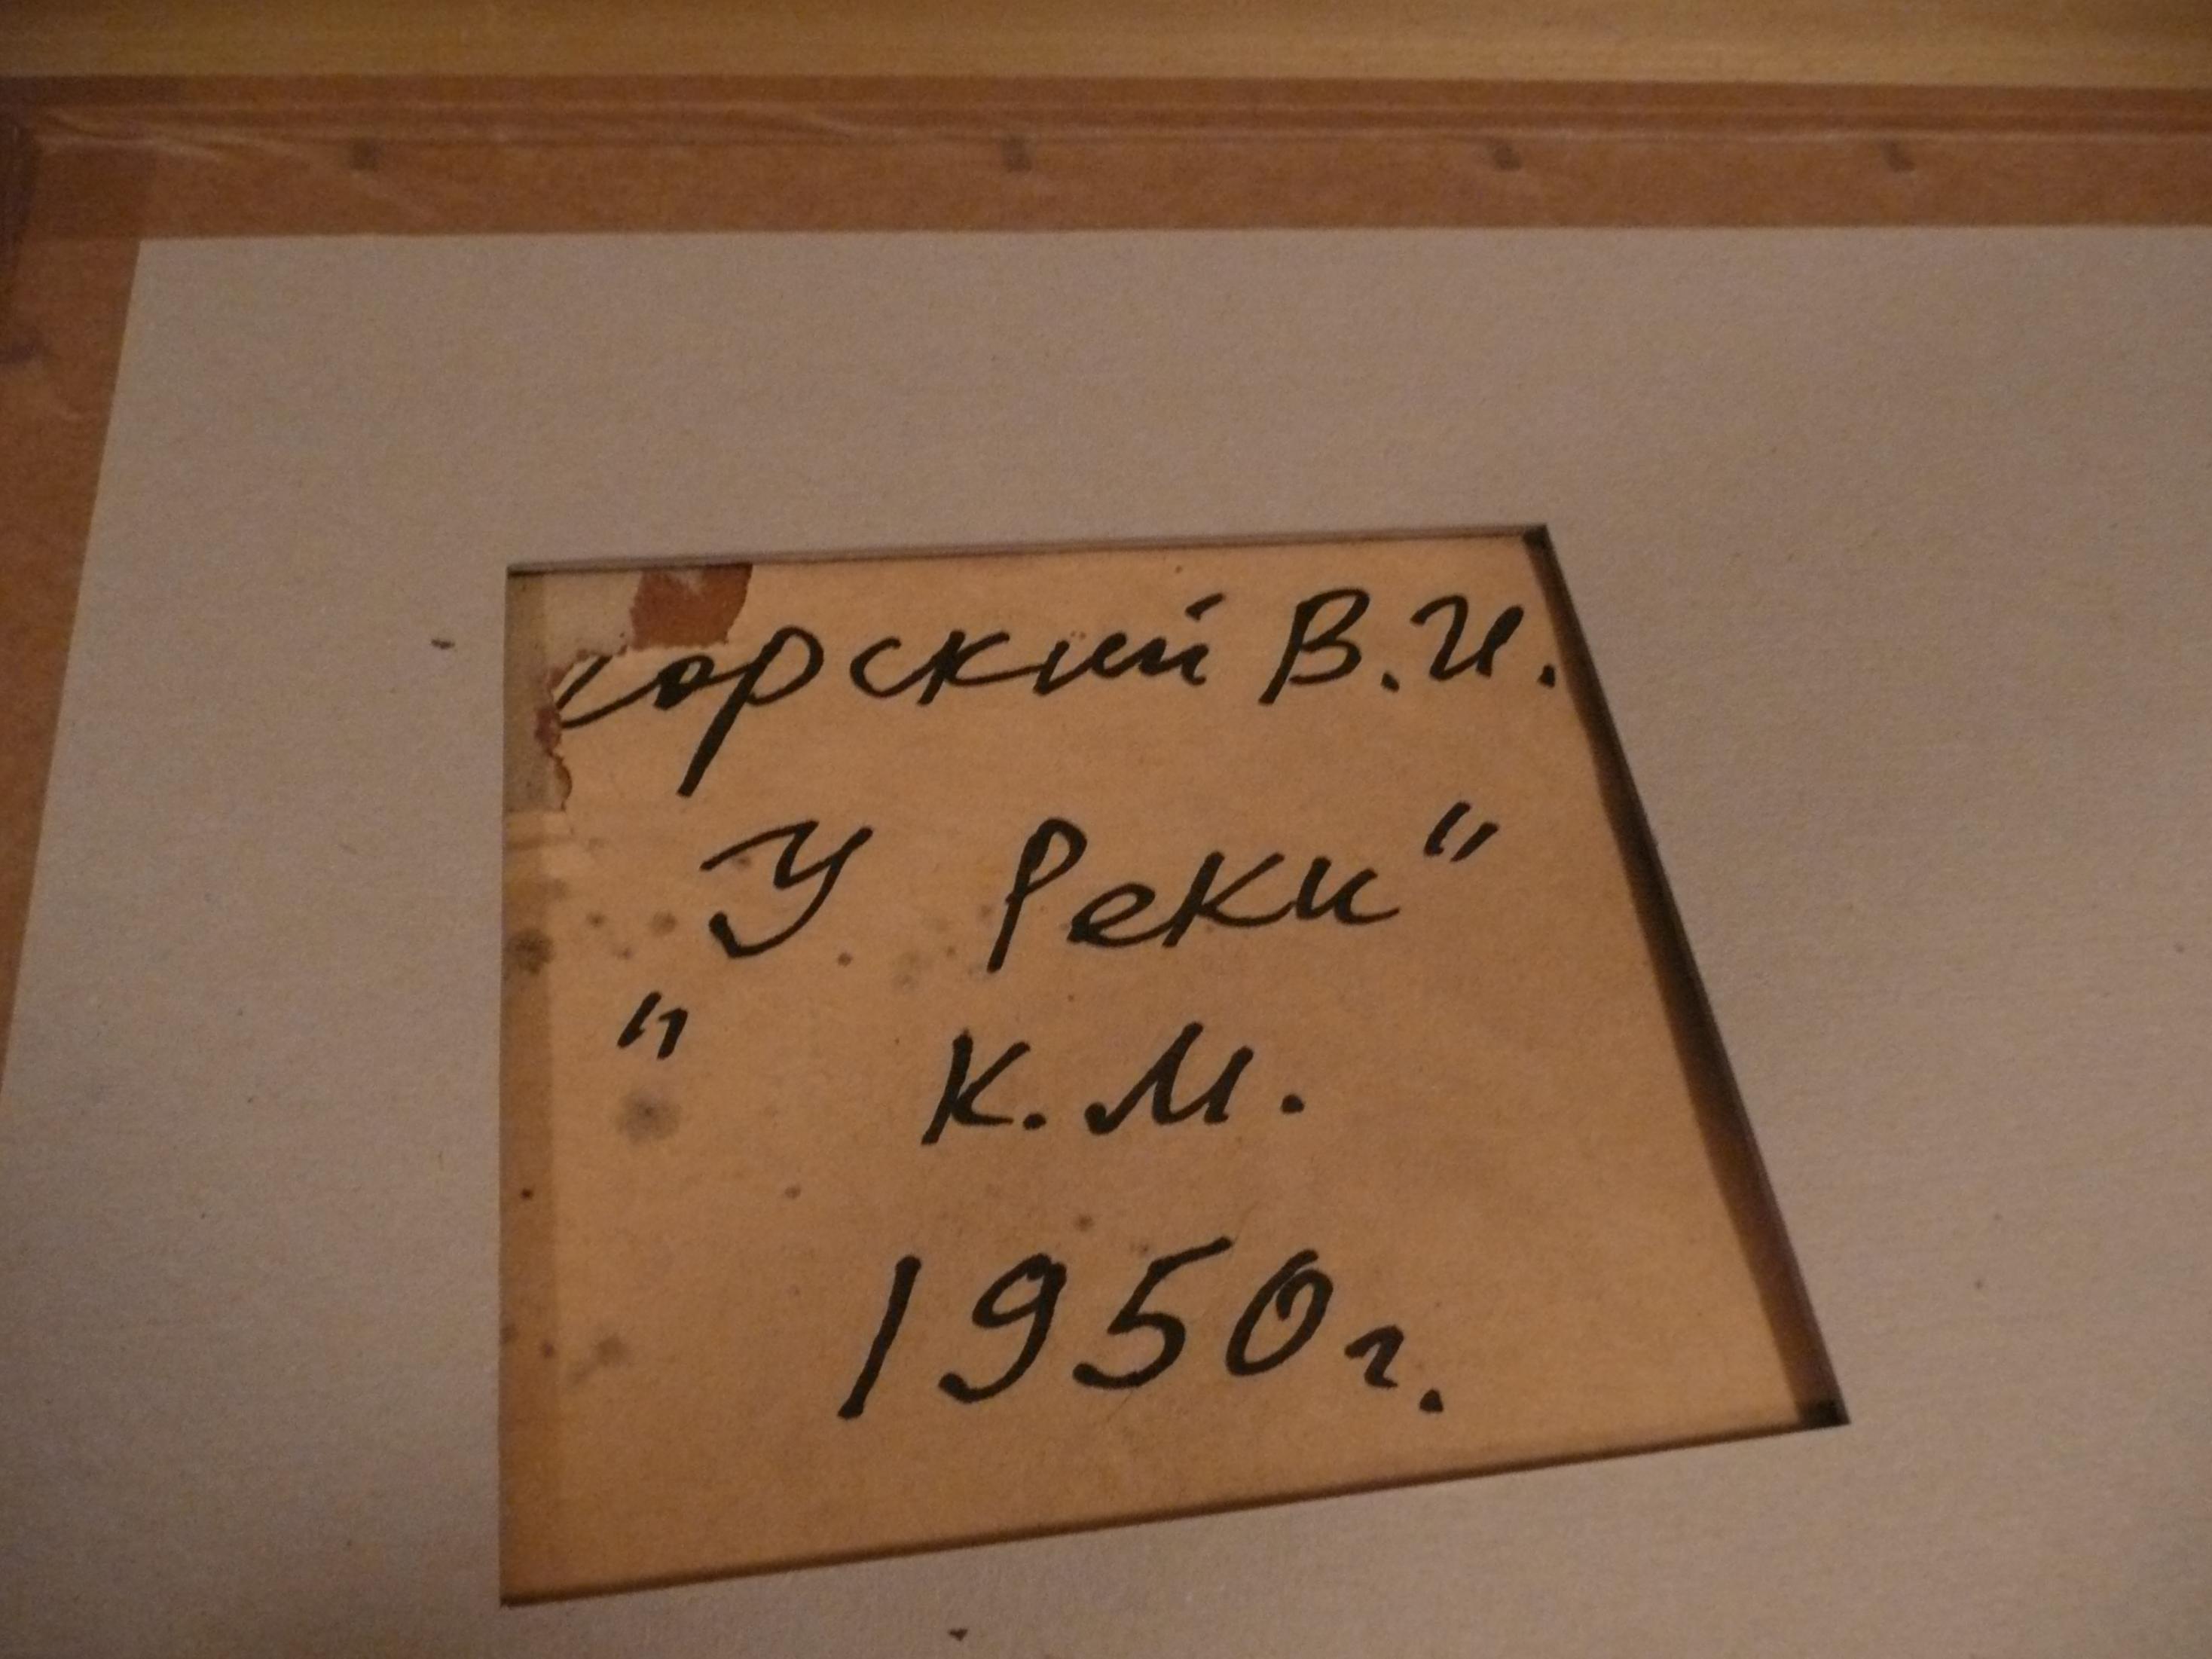 орский В.И.
У Реки"
" К.М.
1950г.